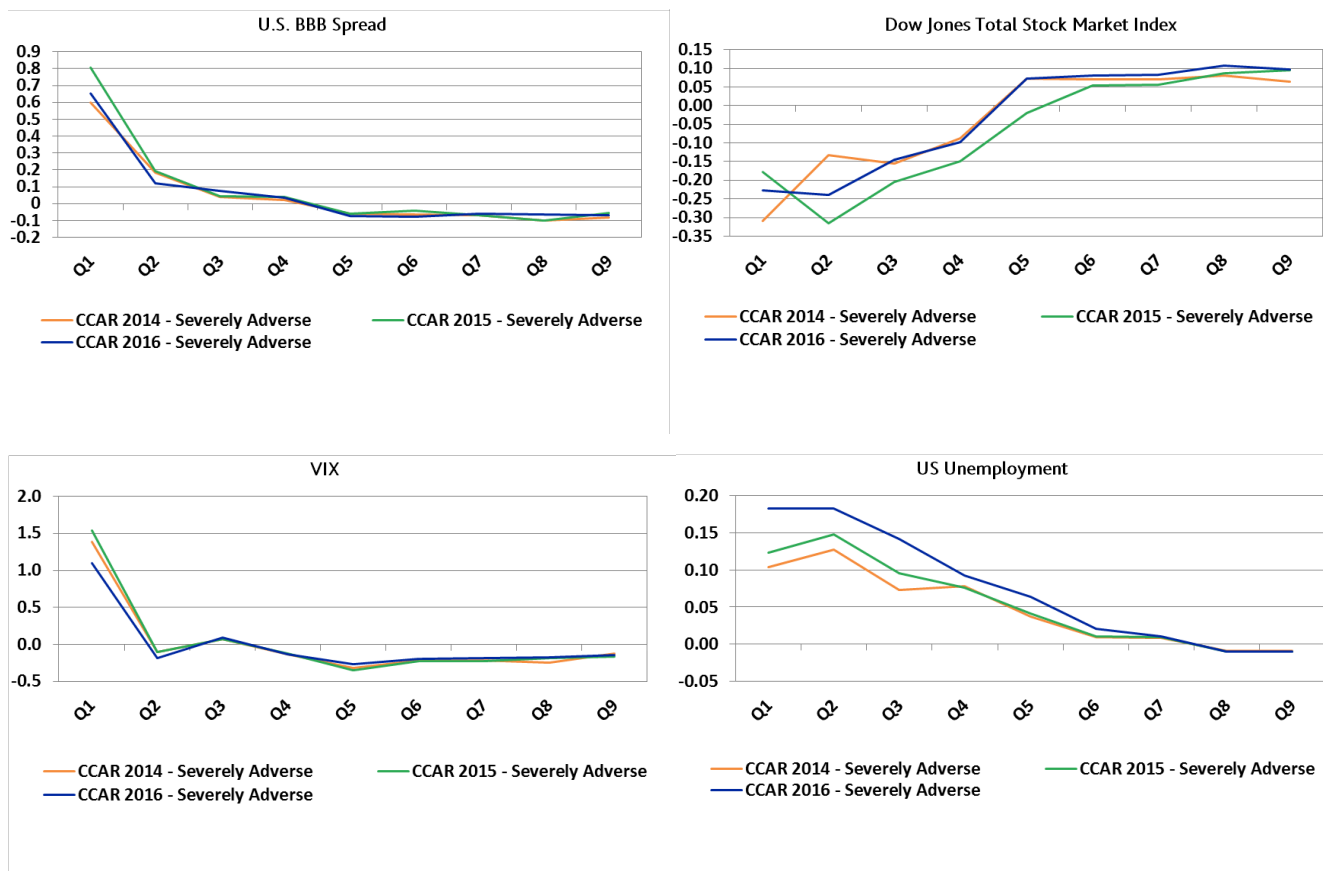 U.S. BBB Spread
0.9
0.8
0.7
0.6
0.5
0.4
0.3
0.2
0.1
0
-0.1
-0.2
Q1 Q2 Q3 Q4 Q5 Q6 Q7 Q8 Q9
CCAR 2014 - Severely Adverse CCAR 2015 - Severely Adverse
CCAR 2016 - Severely Adverse
Dow Jones Total Stock Market Index
0.15
0.10
0.05
0.00
-0.05
-0.10
-0.15
-0.20
-0.25
-0.30
-0.35
Q1 Q2 Q3 Q4 Q5 Q6 Q7 Q8 Q9
CCAR 2014 - Severely Adverse CCAR 2015 - Severely Adverse
CCAR 2016 - Severely Adverse
VIX
2.0
1.5
1.0
0.5
0.0
-0.5
Q1 Q2 Q3 Q4 Q5 Q6 Q7 Q8 Q9
CCAR 2014 - Severely Adverse CCAR 2015 - Severely Adverse
CCAR 2016 - Severely Adverse
US Unemployment
0.20
0.15
0.10
0.05
0.00
-0.05
Q1 Q2 Q3 Q4 Q5 Q6 Q7 Q8 Q9
CCAR 2014 - Severely Adverse CCAR 2015 - Severely Adverse
CCAR 2016 - Severely Adverse